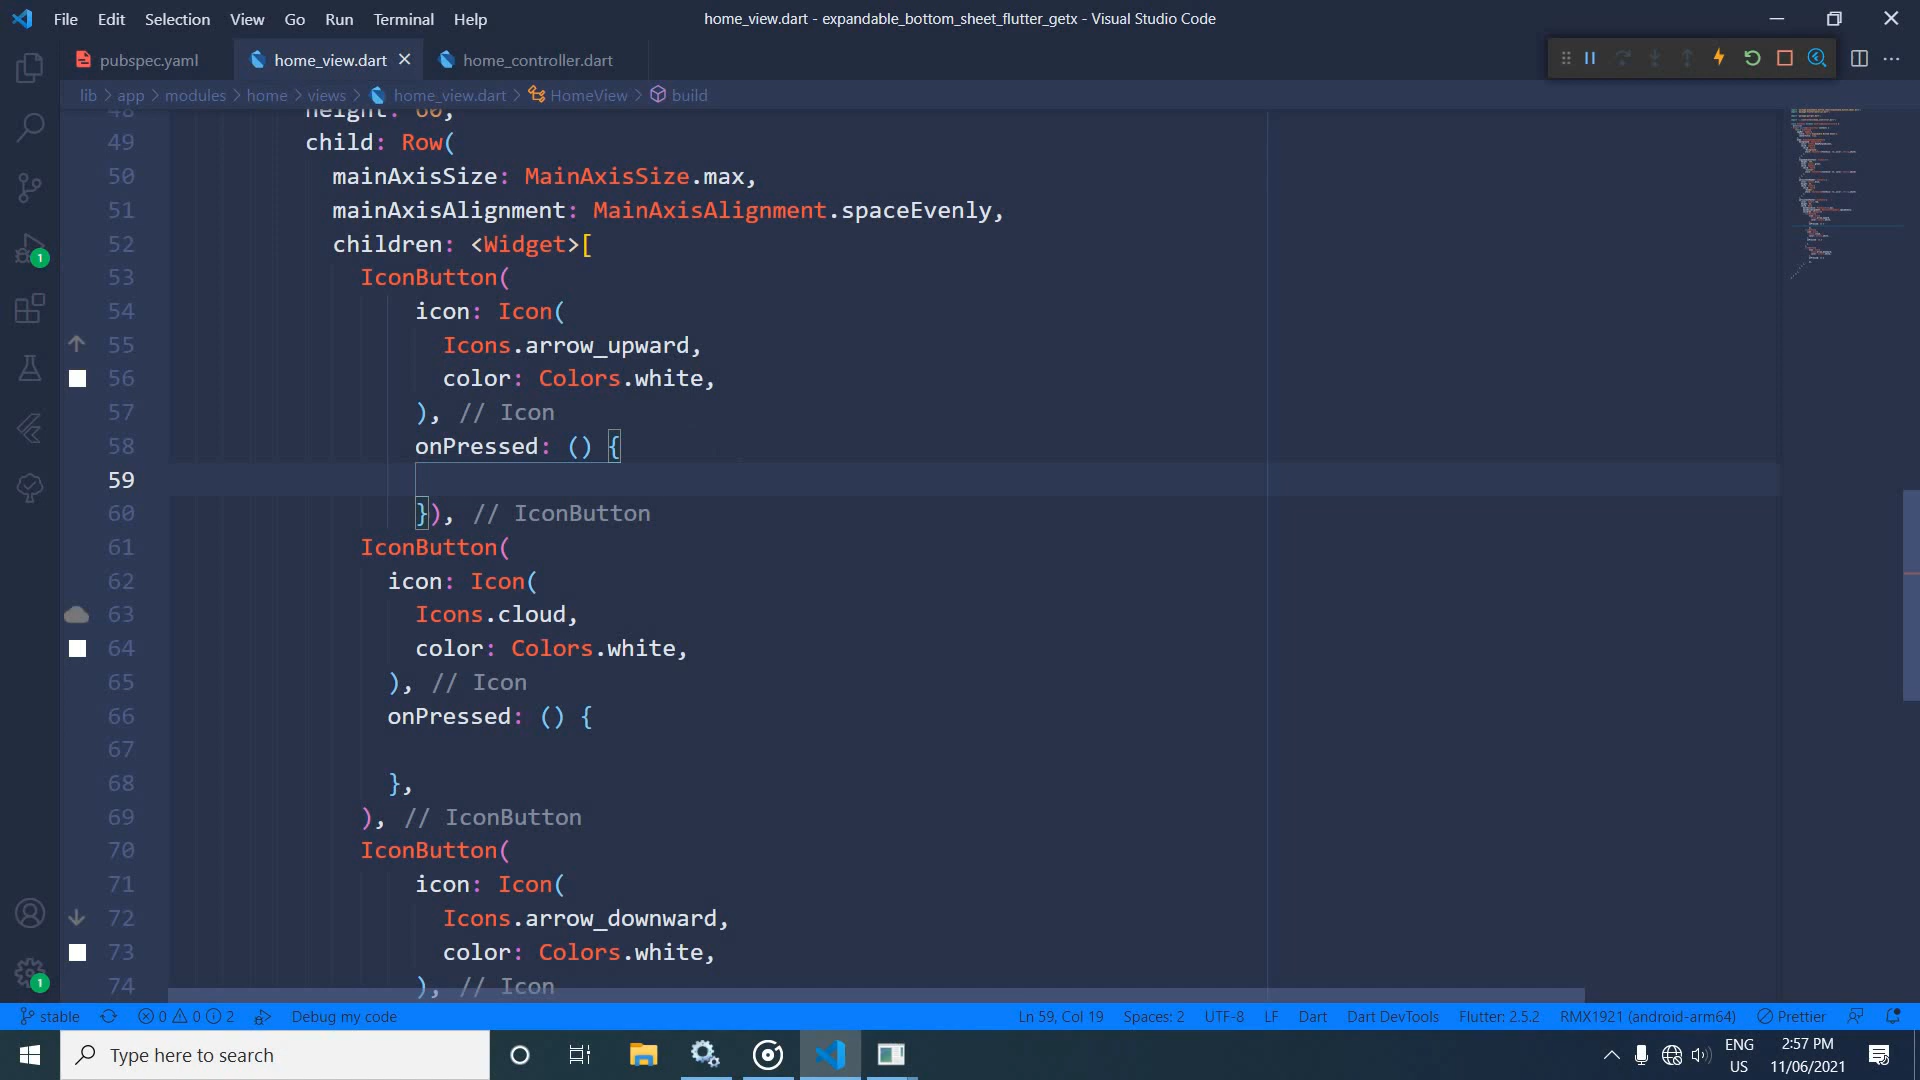 File Edit Selection View Go Run Terminal Help
home_view.dart - expandable_bottom_sheet_flutter_getx - Visual Studio Code
pubspec.yaml home_view.dart home_controller.dart
lib > app > modules > home > views > home_view.dart > HomeView > build
48 height: 60,
49 child: Row(
50 mainAxisSize: MainAxisSize.max,
51 mainAxisAlignment: MainAxisAlignment.spaceEvenly,
52 children: <Widget>[
53 IconButton(
54 icon: Icon(
55 Icons.arrow_upward,
56 color: Colors.white,
57 ), // Icon
58 onPressed: () {
59
60 }), // IconButton
61 IconButton(
62 icon: Icon(
63 Icons.cloud,
64 color: Colors.white,
65 ), // Icon
66 onPressed: () {
67
68 },
69 ), // IconButton
70 IconButton(
71 icon: Icon(
72 Icons.arrow_downward,
73 color: Colors.white,
74 ), // Icon
1
1
stable 0 0 2 Debug my code Ln 59, Col 19 Spaces: 2 UTF-8 LF Dart Dart DevTools Flutter: 2.5.2 RMX1921 (android-arm64) Prettier
Type here to search
ENG
US
2:57 PM
11/06/2021